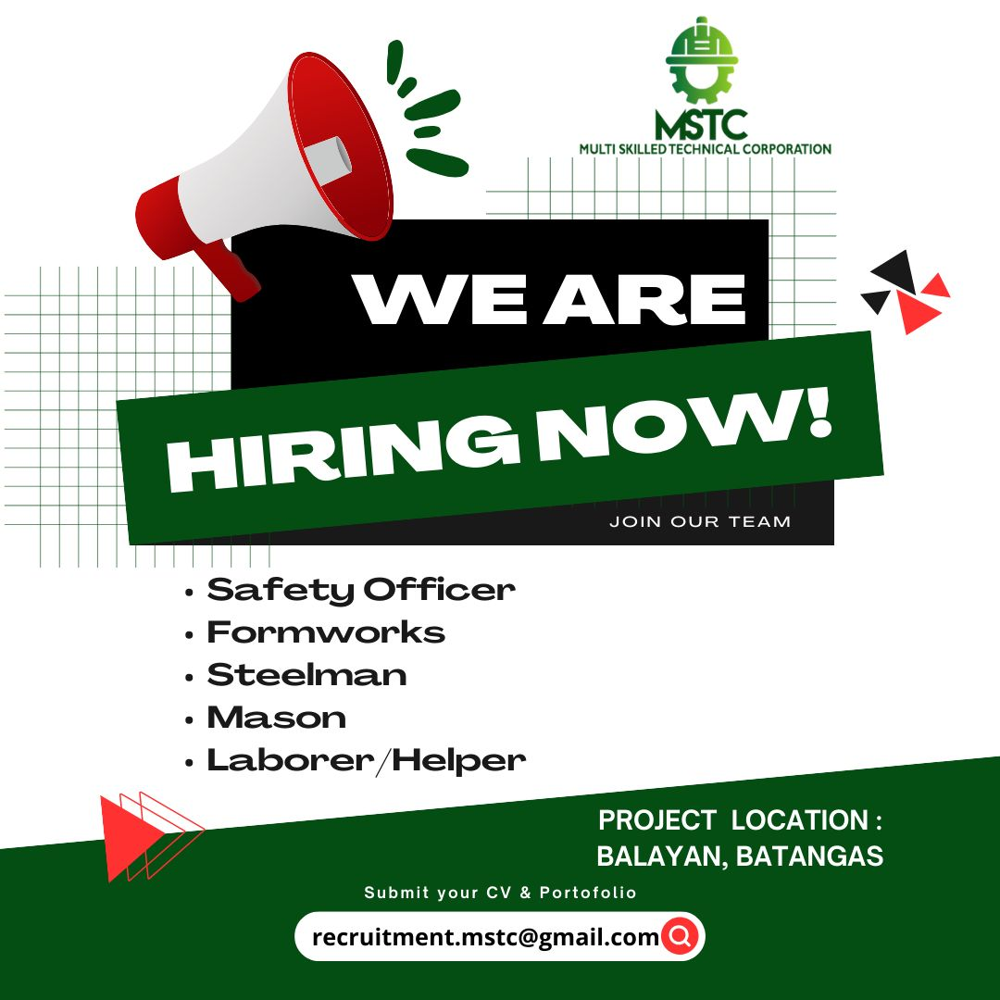 MSTC
MULTI SKILLED TECHNICAL CORPORATION
WE ARE
HIRING NOW!
JOIN OUR TEAM
• Safety Officer
• Formworks
• Steelman
• Mason
• Laborer/Helper
PROJECT LOCATION :
BALAYAN, BATANGAS
Submit your CV & Portofolio
recruitment.mstc@gmail.com